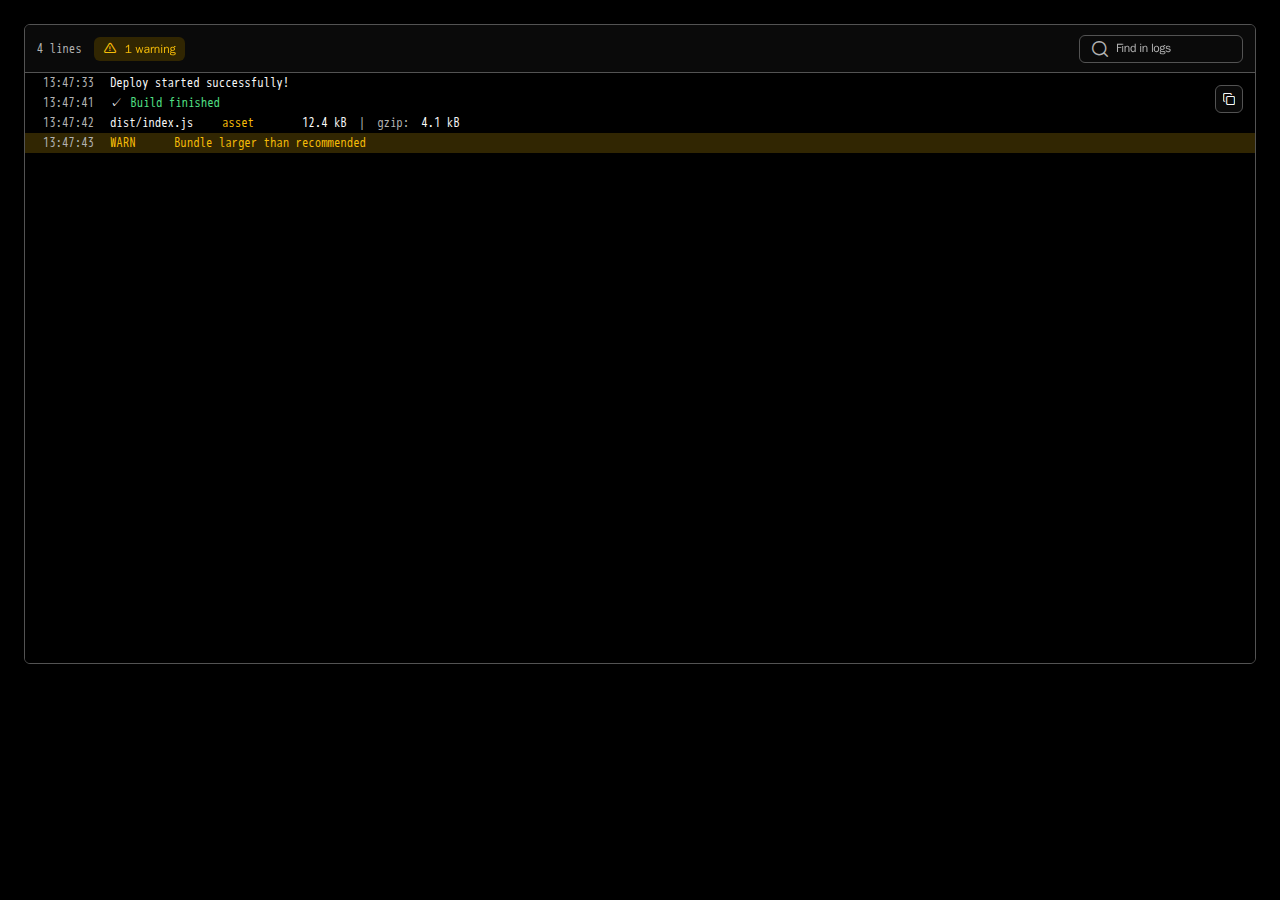 4 lines
1 warning
Find in logs
13:47:33 Deploy started successfully!
13:47:41 ✓ Build finished
13:47:42 dist/index.js asset 12.4 kB | gzip: 4.1 kB
13:47:43 WARN Bundle larger than recommended